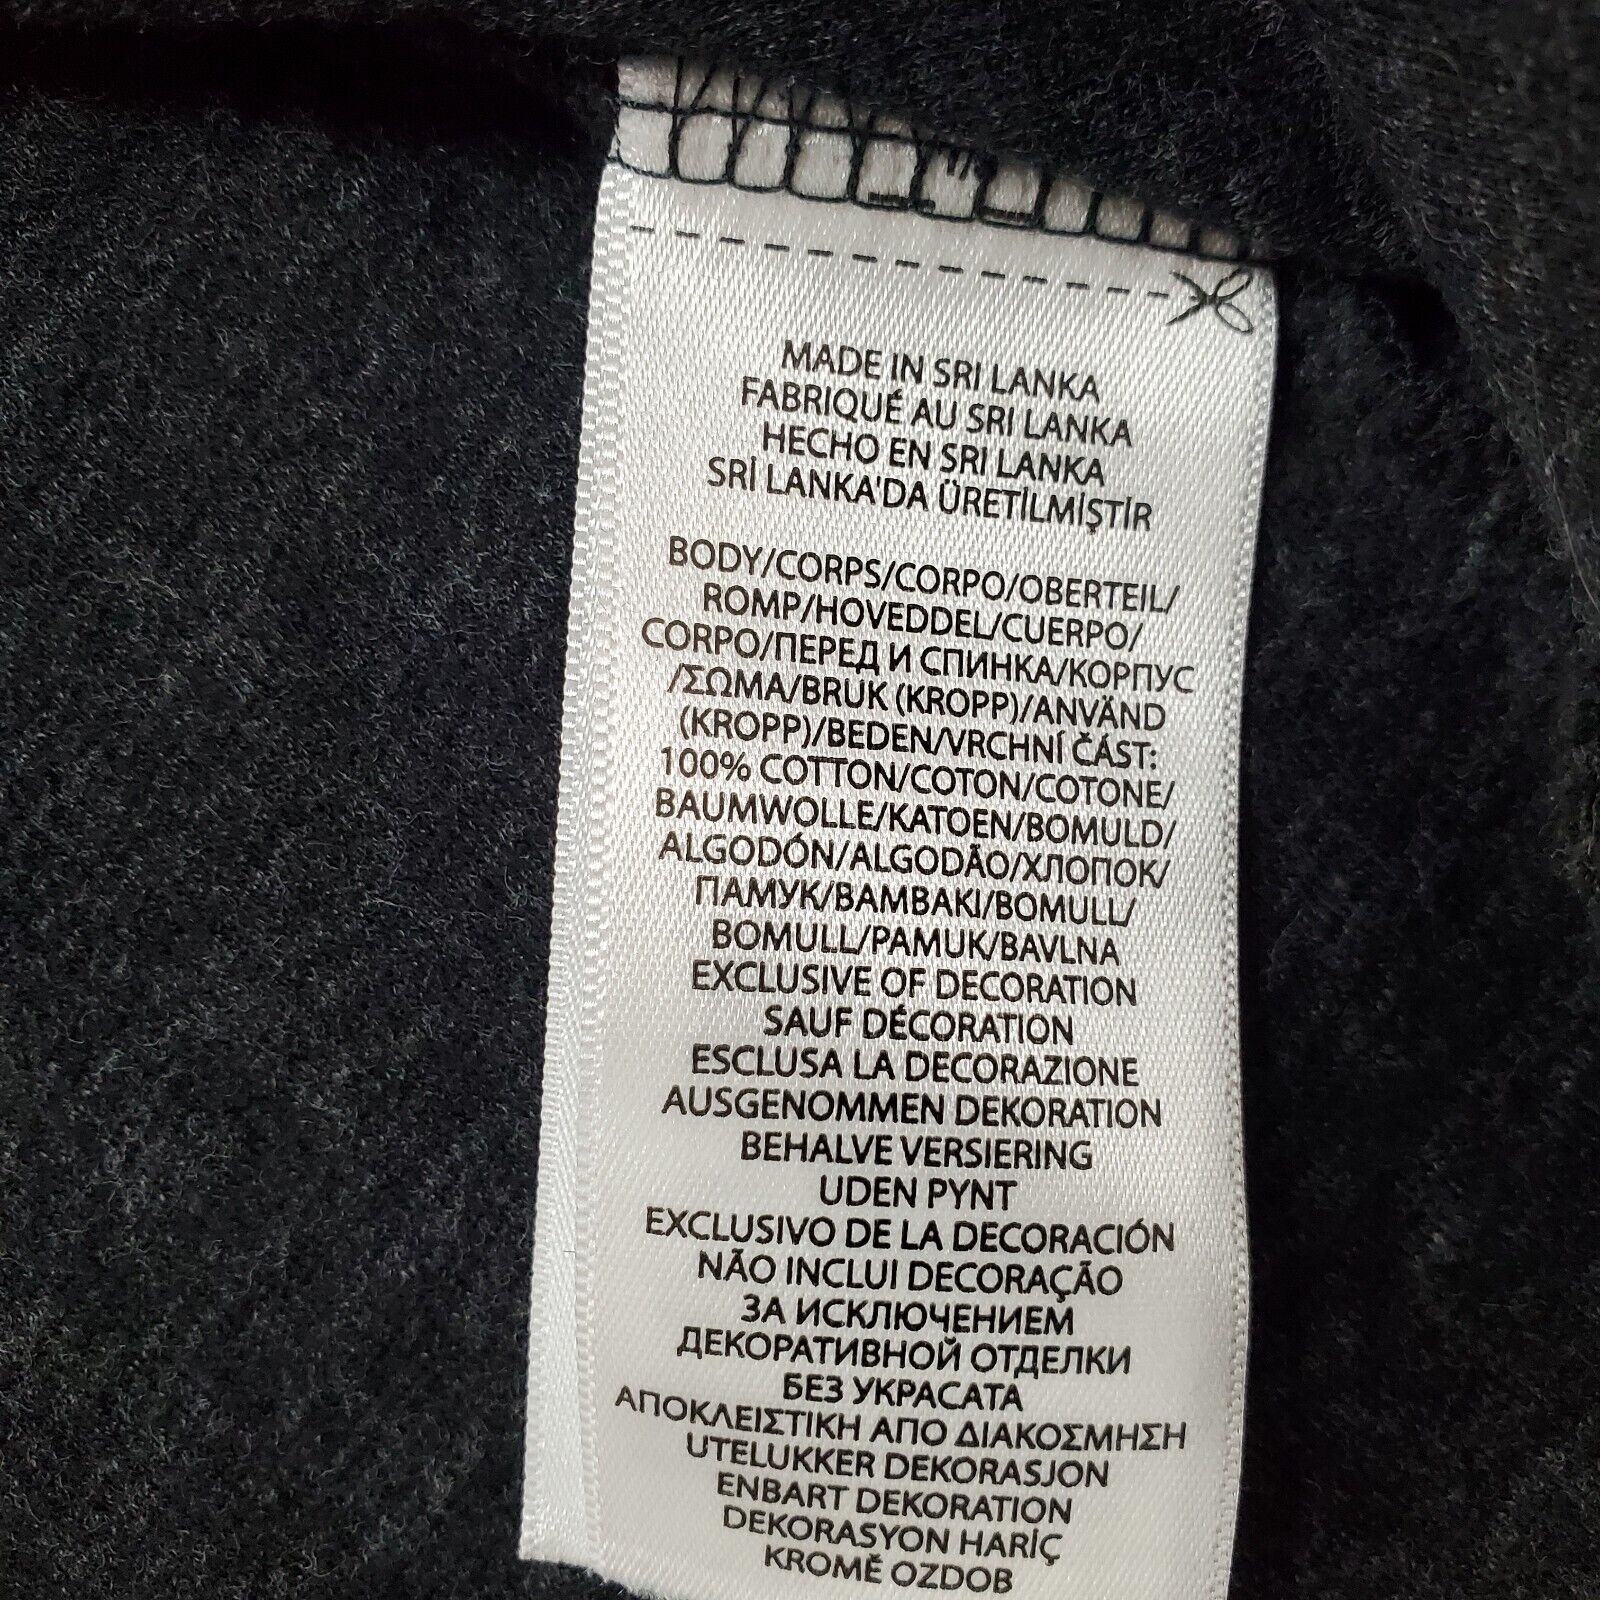 MADE IN SRI LANKA
FABRIQUÉ AU SRI LANKA
HECHO EN SRI LANKA
SRİ LANKA'DA ÜRETİLMİŞTİR
BODY/CORPS/CORPO/OBERTEIL/
ROMP/HOVEDDEL/CUERPO/
CORPO/ПЕРЕД И СПИНКА/КОРПУС
/ΣΩΜΑ/BRUK (KROPP)/ANVÄND
(KROPP)/BEDEN/VRCHNÍ ČÁST:
100% COTTON/COTON/COTONE/
BAUMWOLLE/KATOEN/BOMULD/
ALGODÓN/ALGODÃO/ХЛОПОК/
ПАМУК/BAMBAKI/BOMULL/
BOMULL/PAMUK/BAVLNA
EXCLUSIVE OF DECORATION
SAUF DÉCORATION
ESCLUSA LA DECORAZIONE
AUSGENOMMEN DEKORATION
BEHALVE VERSIERING
UDEN PYNT
EXCLUSIVO DE LA DECORACIÓN
NÃO INCLUI DECORAÇÃO
ЗА ИСКЛЮЧЕНИЕМ
ДЕКОРАТИВНОЙ ОТДЕЛКИ
БЕЗ УКРАСАТА
ΑΠΟΚΛΕΙΣΤΙΚΗ ΑΠΟ ΔΙΑΚΟΣΜΗΣΗ
UTELUKKER DEKORASJON
ENBART DEKORATION
DEKORASYON HARİÇ
KROMĚ OZDOB